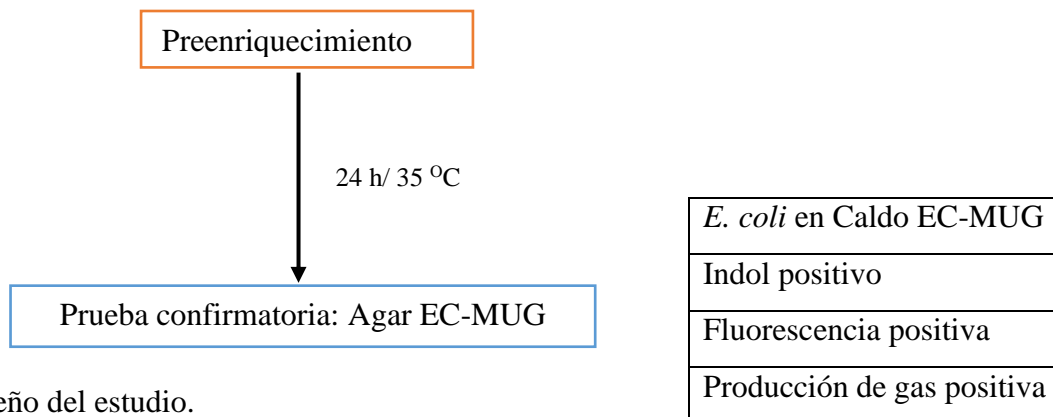 Preenriquecimiento
24 h/ 35 ᴼC
Prueba confirmatoria: Agar EC-MUG
E. coli en Caldo EC-MUG
Indol positivo
Fluorescencia positiva
Producción de gas positiva
eño del estudio.